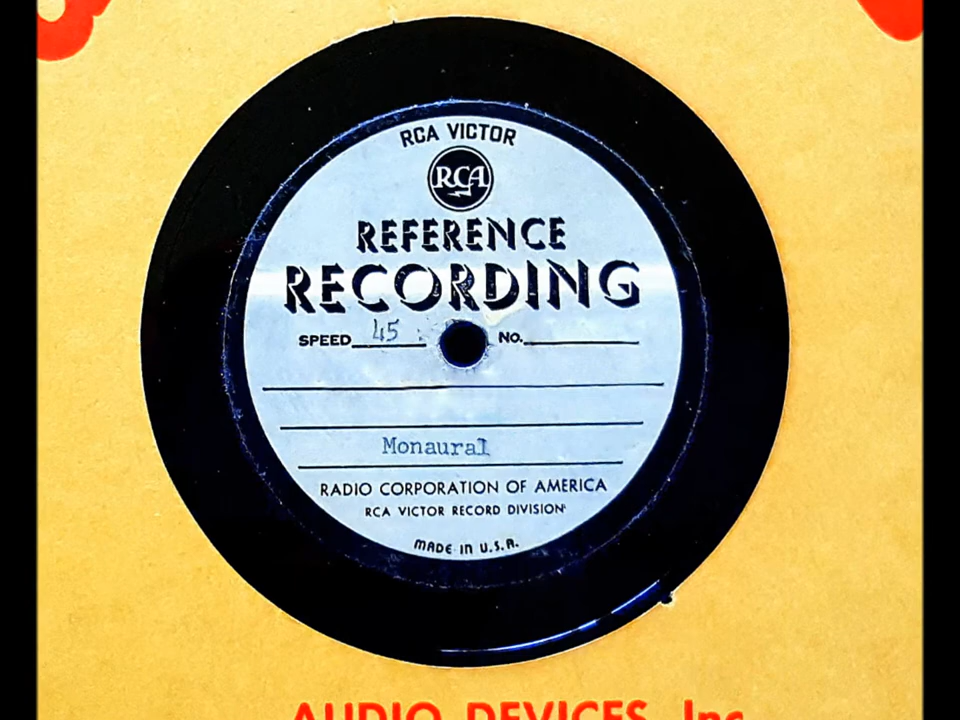 RCA VICTOR
RCA
REFERENCE
RECORDING
SPEED 45 NO.
Monaural
RADIO CORPORATION OF AMERICA
RCA VICTOR RECORD DIVISION
MADE IN U.S.A.
AUDIO DEVICES, Inc.